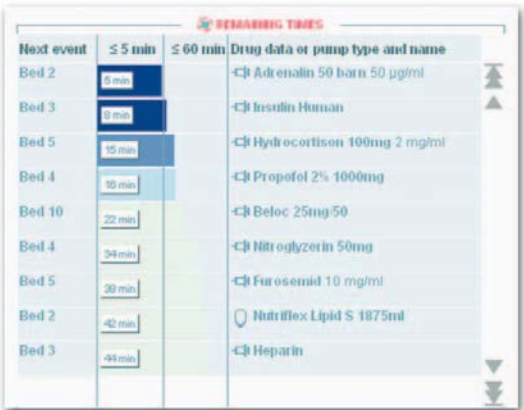 REMAINING TIMES
Next event ≤ 5 min ≤ 60 min Drug data or pump type and name
Bed 2 5 min Adrenalin 50 barn 50 µg/ml
Bed 3 8 min Insulin Human
Bed 5 15 min Hydrocortison 100mg 2 mg/ml
Bed 4 16 min Propofol 2% 1000mg
Bed 10 22 min Beloc 25mg/50
Bed 4 34 min Nitroglyzerin 50mg
Bed 5 38 min Furosemid 10 mg/ml
Bed 2 42 min Nutriflex Lipid S 1875ml
Bed 3 44 min Heparin